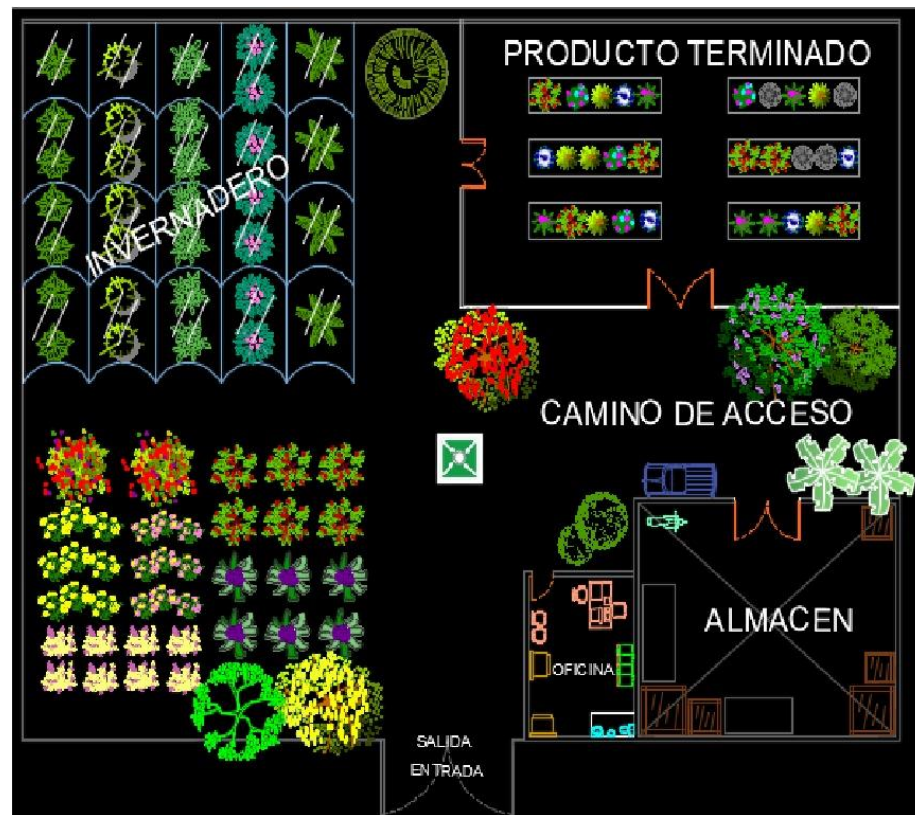 PRODUCTO TERMINADO
INVERNADERO
CAMINO DE ACCESO
ALMACEN
OFICINA
SALIDA
ENTRADA